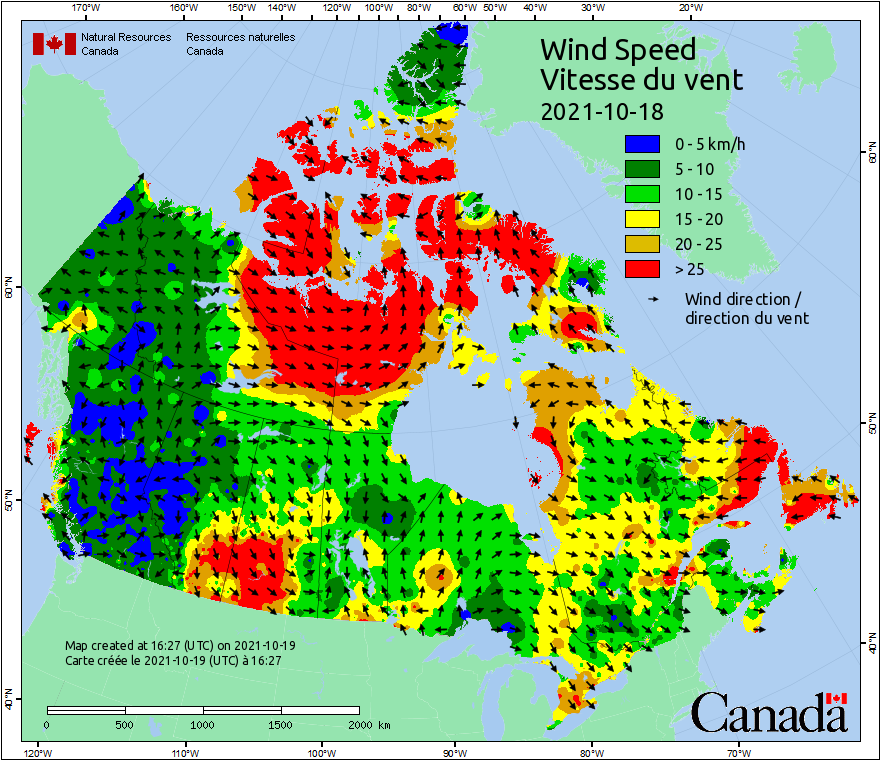 170°W 160°W 150°W 140°W 130°W 120°W 110°W 100°W 90°W 80°W 70°W 60°W 50°W 40°W 30°W 20°W
Natural Resources Ressources naturelles
Canada Canada
Wind Speed
Vitesse du vent
2021-10-18
0 - 5 km/h
5 - 10
10 - 15
15 - 20
20 - 25
> 25
Wind direction /
direction du vent
60°N 60°N
50°N 50°N
40°N 40°N
Map created at 16:27 (UTC) on 2021-10-19
Carte créée le 2021-10-19 (UTC) à 16:27
0 500 1000 1500 2000 km
Canada
120°W 110°W 100°W 90°W 80°W 70°W